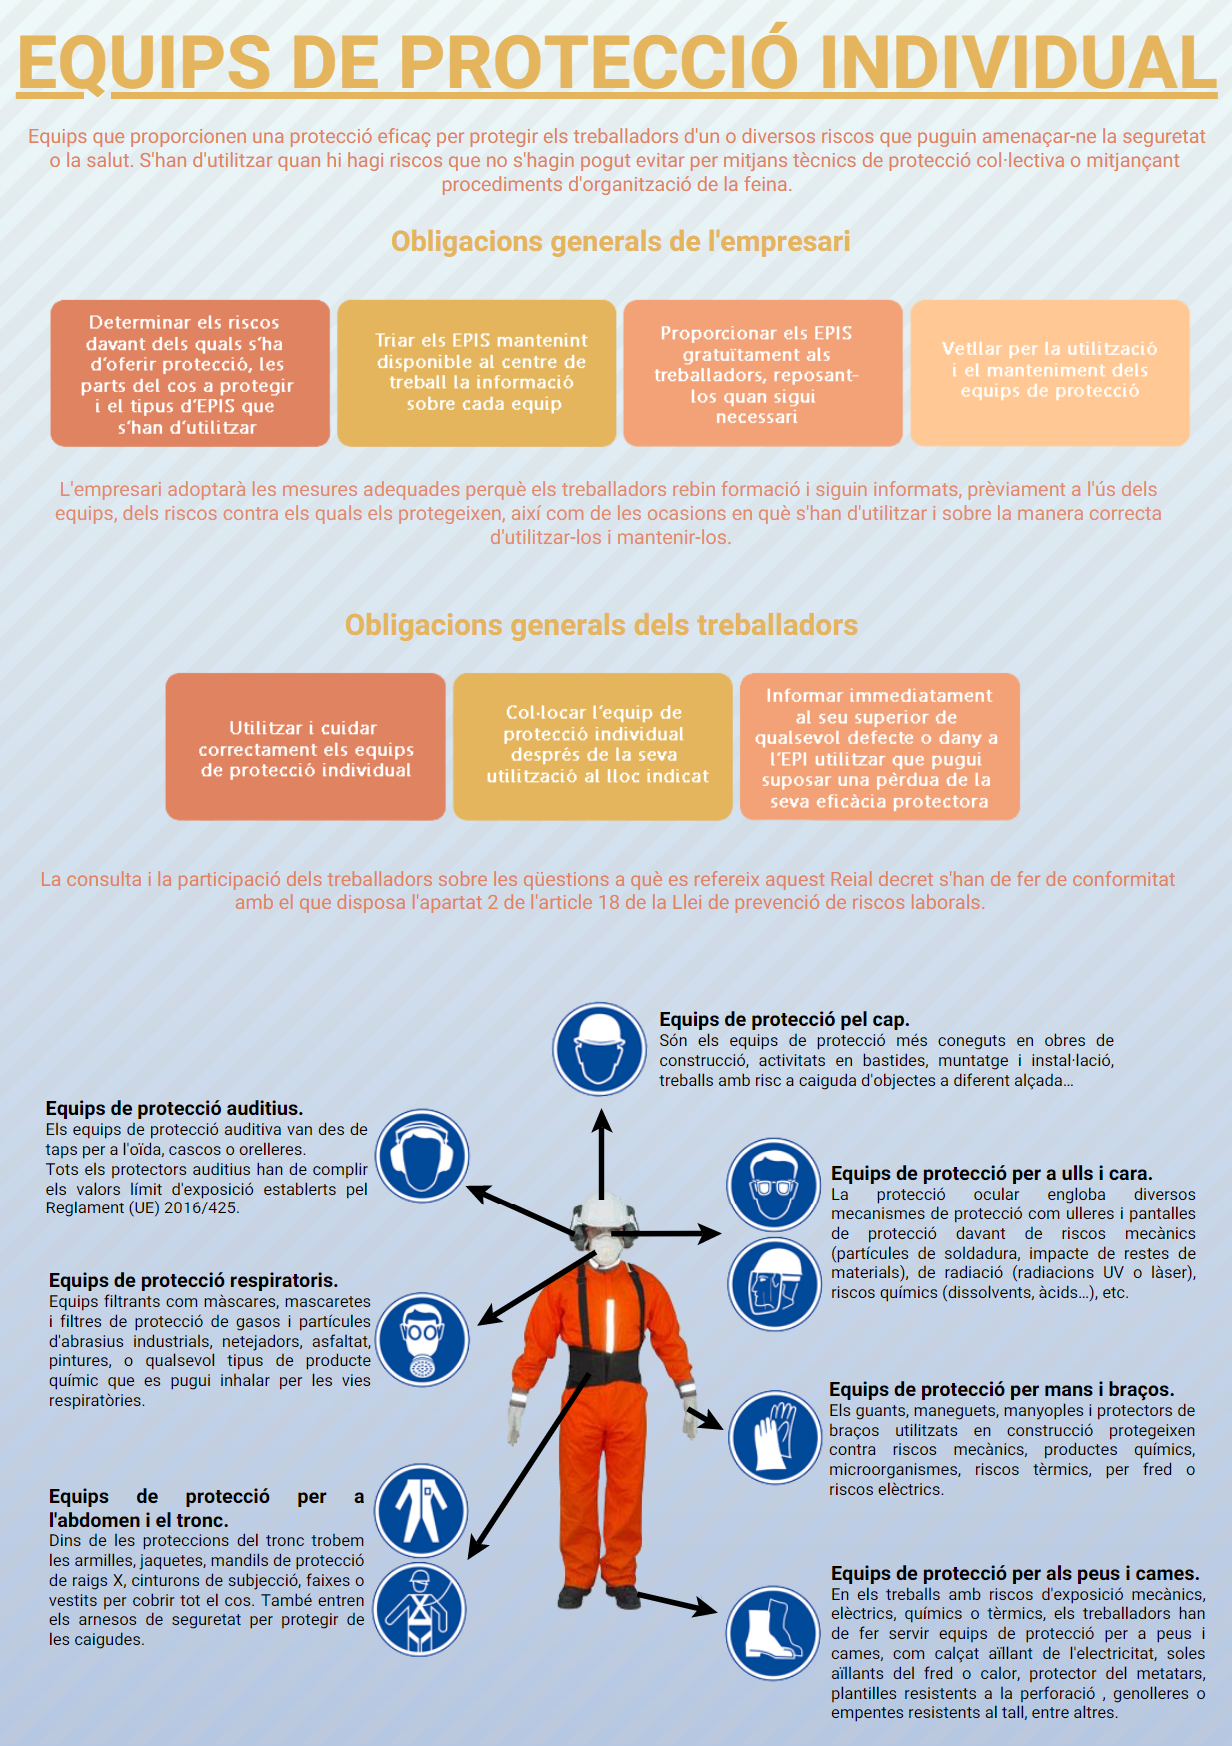 EQUIPS DE PROTECCIÓ INDIVIDUAL
Equips que proporcionen una protecció eficaç per protegir els treballadors d'un o diversos riscos que puguin amenaçar-ne la seguretat
o la salut. S'han d'utilitzar quan hi hagi riscos que no s'hagin pogut evitar per mitjans tècnics de protecció col·lectiva o mitjançant
procediments d'organització de la feina.
Obligacions generals de l'empresari
Determinar els riscos
davant dels quals s'ha
d'oferir protecció, les
parts del cos a protegir
i el tipus d'EPIS que
s'han d'utilitzar
Triar els EPIS mantenint
disponible al centre de
treball la informació
sobre cada equip
Proporcionar els EPIS
gratuïtament als
treballadors, reposant-
los quan sigui
necessari
Vetllar per la utilització
i el manteniment dels
equips de protecció
L'empresari adoptarà les mesures adequades perquè els treballadors rebin formació i siguin informats, prèviament a l'ús dels
equips, dels riscos contra els quals els protegeixen, així com de les ocasions en què s'han d'utilitzar i sobre la manera correcta
d'utilitzar-los i mantenir-los.
Obligacions generals dels treballadors
Utilitzar i cuidar
correctament els equips
de protecció individual
Col·locar l'equip de
protecció individual
després de la seva
utilització al lloc indicat
Informar immediatament
al seu superior de
qualsevol defecte o dany a
l'EPI utilitzar que pugui
suposar una pèrdua de la
seva eficàcia protectora
La consulta i la participació dels treballadors sobre les qüestions a què es refereix aquest Reial decret s'han de fer de conformitat
amb el que disposa l'apartat 2 de l'article 18 de la Llei de prevenció de riscos laborals.
Equips de protecció pel cap.
Són els equips de protecció més coneguts en obres de
construcció, activitats en bastides, muntatge i instal·lació,
treballs amb risc a caiguda d'objectes a diferent alçada...
Equips de protecció auditius.
Els equips de protecció auditiva van des de
taps per a l'oïda, cascos o orelleres.
Tots els protectors auditius han de complir
els valors límit d'exposició establerts pel
Reglament (UE) 2016/425.
Equips de protecció per a ulls i cara.
La protecció ocular engloba diversos
mecanismes de protecció com ulleres i pantalles
de protecció davant de riscos mecànics
(partícules de soldadura, impacte de restes de
materials), de radiació (radiacions UV o làser),
riscos químics (dissolvents, àcids...), etc.
Equips de protecció respiratoris.
Equips filtrants com màscares, mascaretes
i filtres de protecció de gasos i partícules
d'abrasius industrials, netejadors, asfaltat,
pintures, o qualsevol tipus de producte
químic que es pugui inhalar per les vies
respiratòries.
Equips de protecció per mans i braços.
Els guants, maneguets, manyoples i protectors de
braços utilitzats en construcció protegeixen
contra riscos mecànics, productes químics,
microorganismes, riscos tèrmics, per fred o
riscos elèctrics.
Equips de protecció per a
l'abdomen i el tronc.
Dins de les proteccions del tronc trobem
les armilles, jaquetes, mandils de protecció
de raigs X, cinturons de subjecció, faixes o
vestits per cobrir tot el cos. També entren
els arnesos de seguretat per protegir de
les caigudes.
Equips de protecció per als peus i cames.
En els treballs amb riscos d'exposició mecànics,
elèctrics, químics o tèrmics, els treballadors han
de fer servir equips de protecció per a peus i
cames, com calçat aïllant de l'electricitat, soles
aïllants del fred o calor, protector del metatars,
plantilles resistents a la perforació , genolleres o
empentes resistents al tall, entre altres.